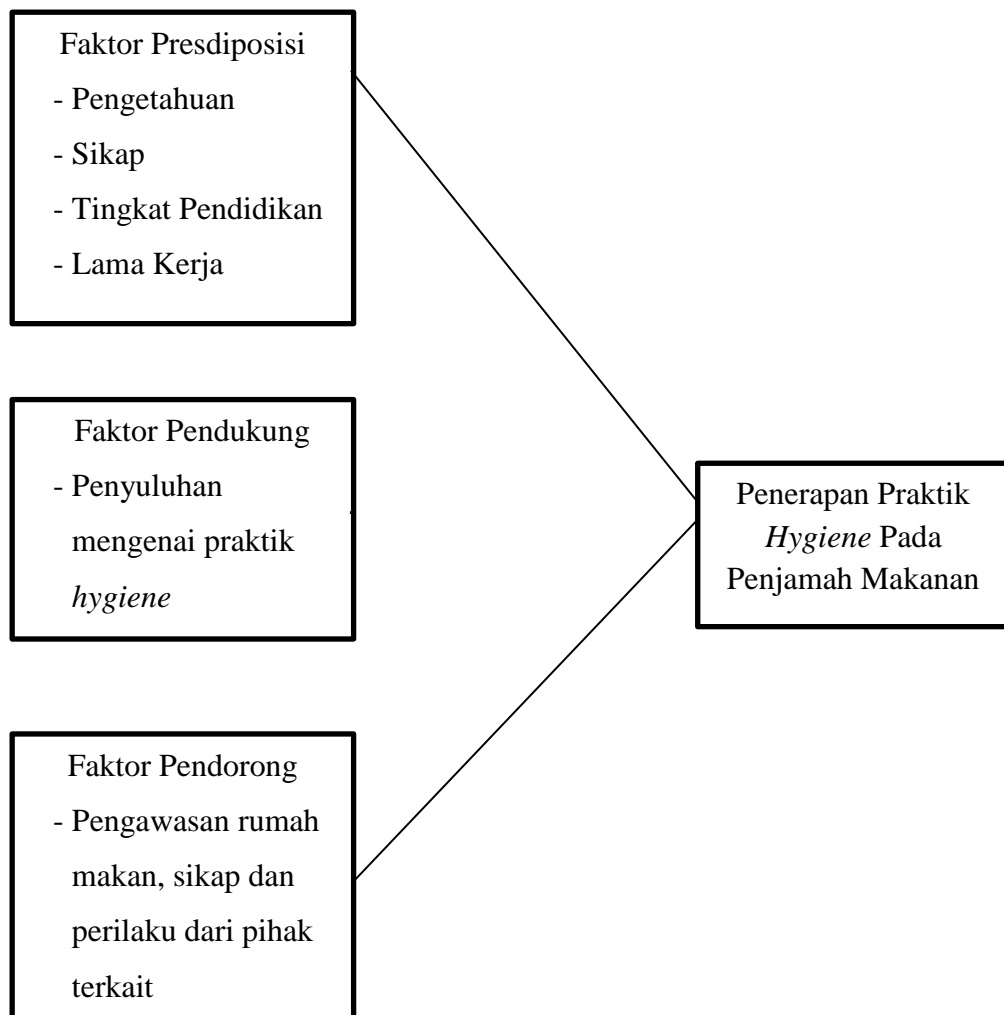 Faktor Presdiposisi
- Pengetahuan
- Sikap
- Tingkat Pendidikan
- Lama Kerja
Faktor Pendukung
- Penyuluhan
mengenai praktik
hygiene
Faktor Pendorong
- Pengawasan rumah
makan, sikap dan
perilaku dari pihak
terkait
Penerapan Praktik
Hygiene Pada
Penjamah Makanan